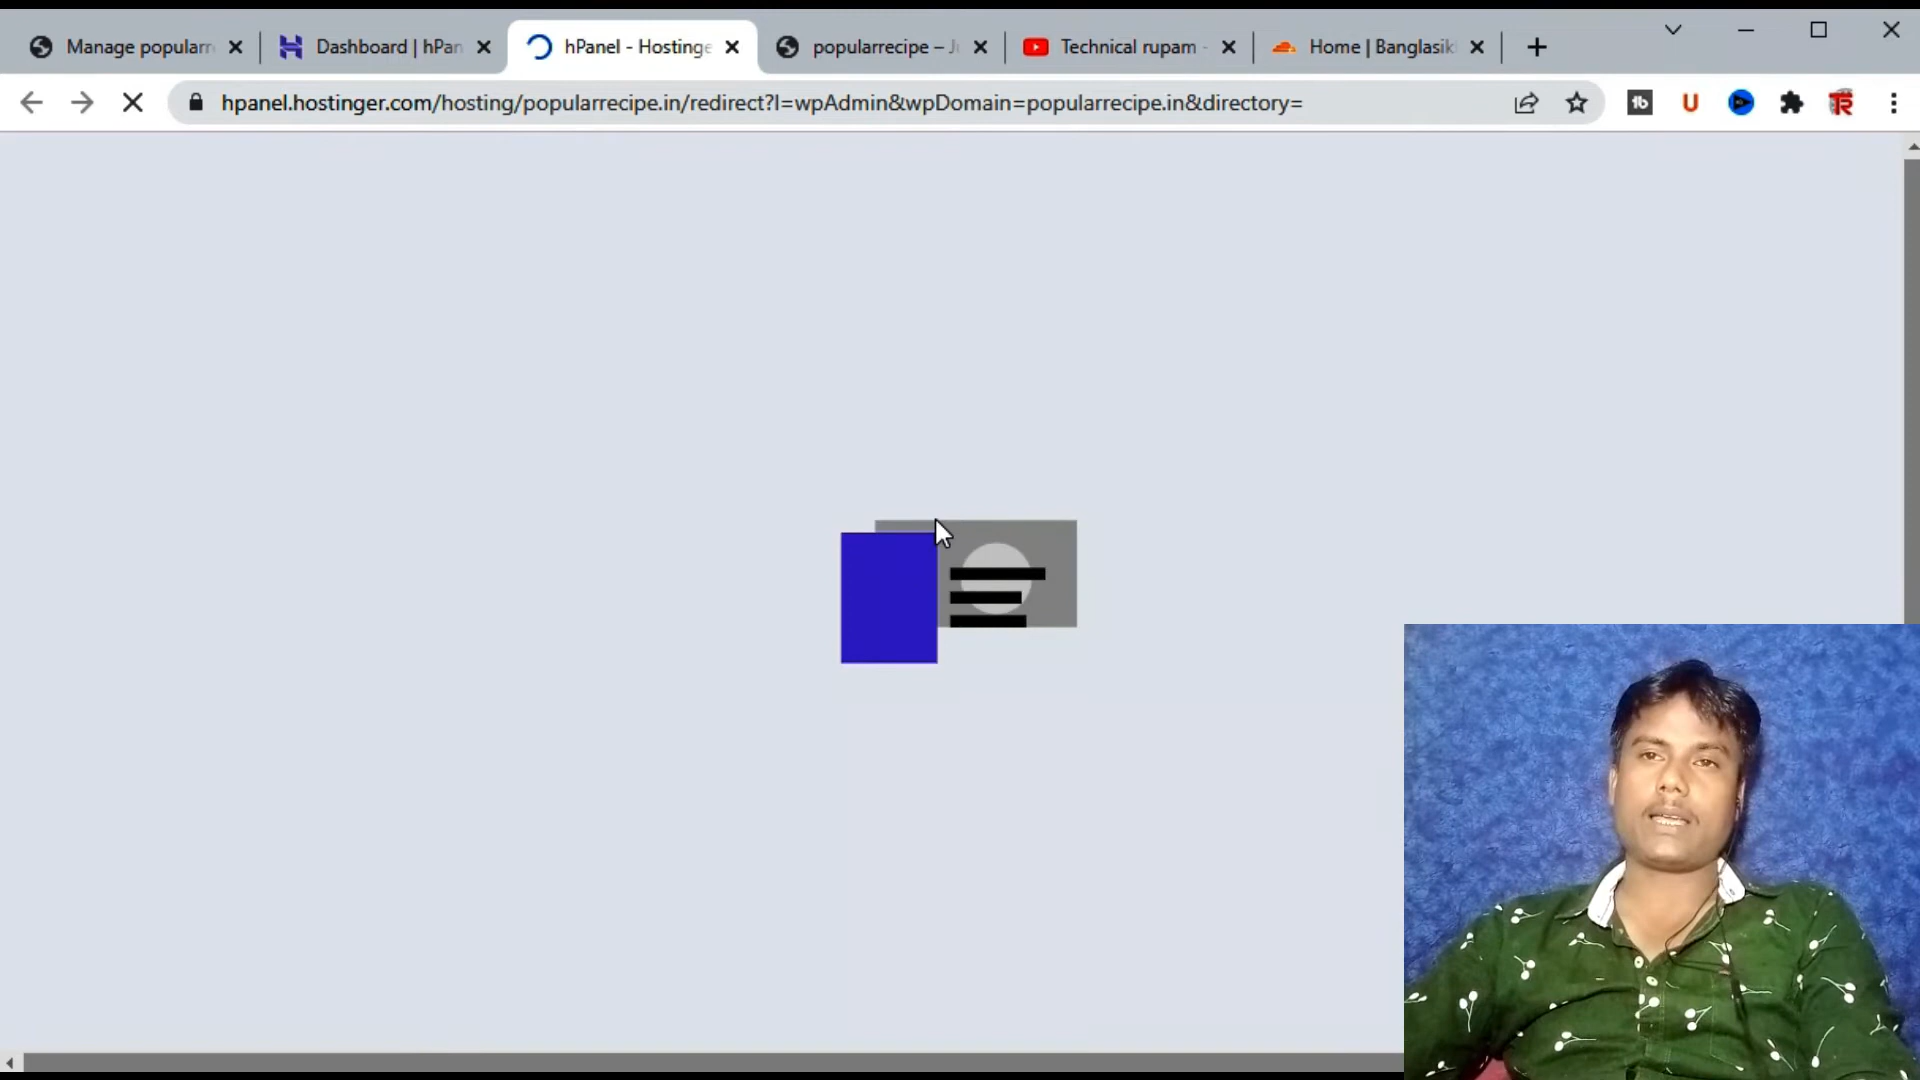 Manage popularr
Dashboard | hPan
hPanel - Hostinge
popularrecipe – J
Technical rupam -
Home | Banglasik
hpanel.hostinger.com/hosting/popularrecipe.in/redirect?l=wpAdmin&wpDomain=popularrecipe.in&directory=